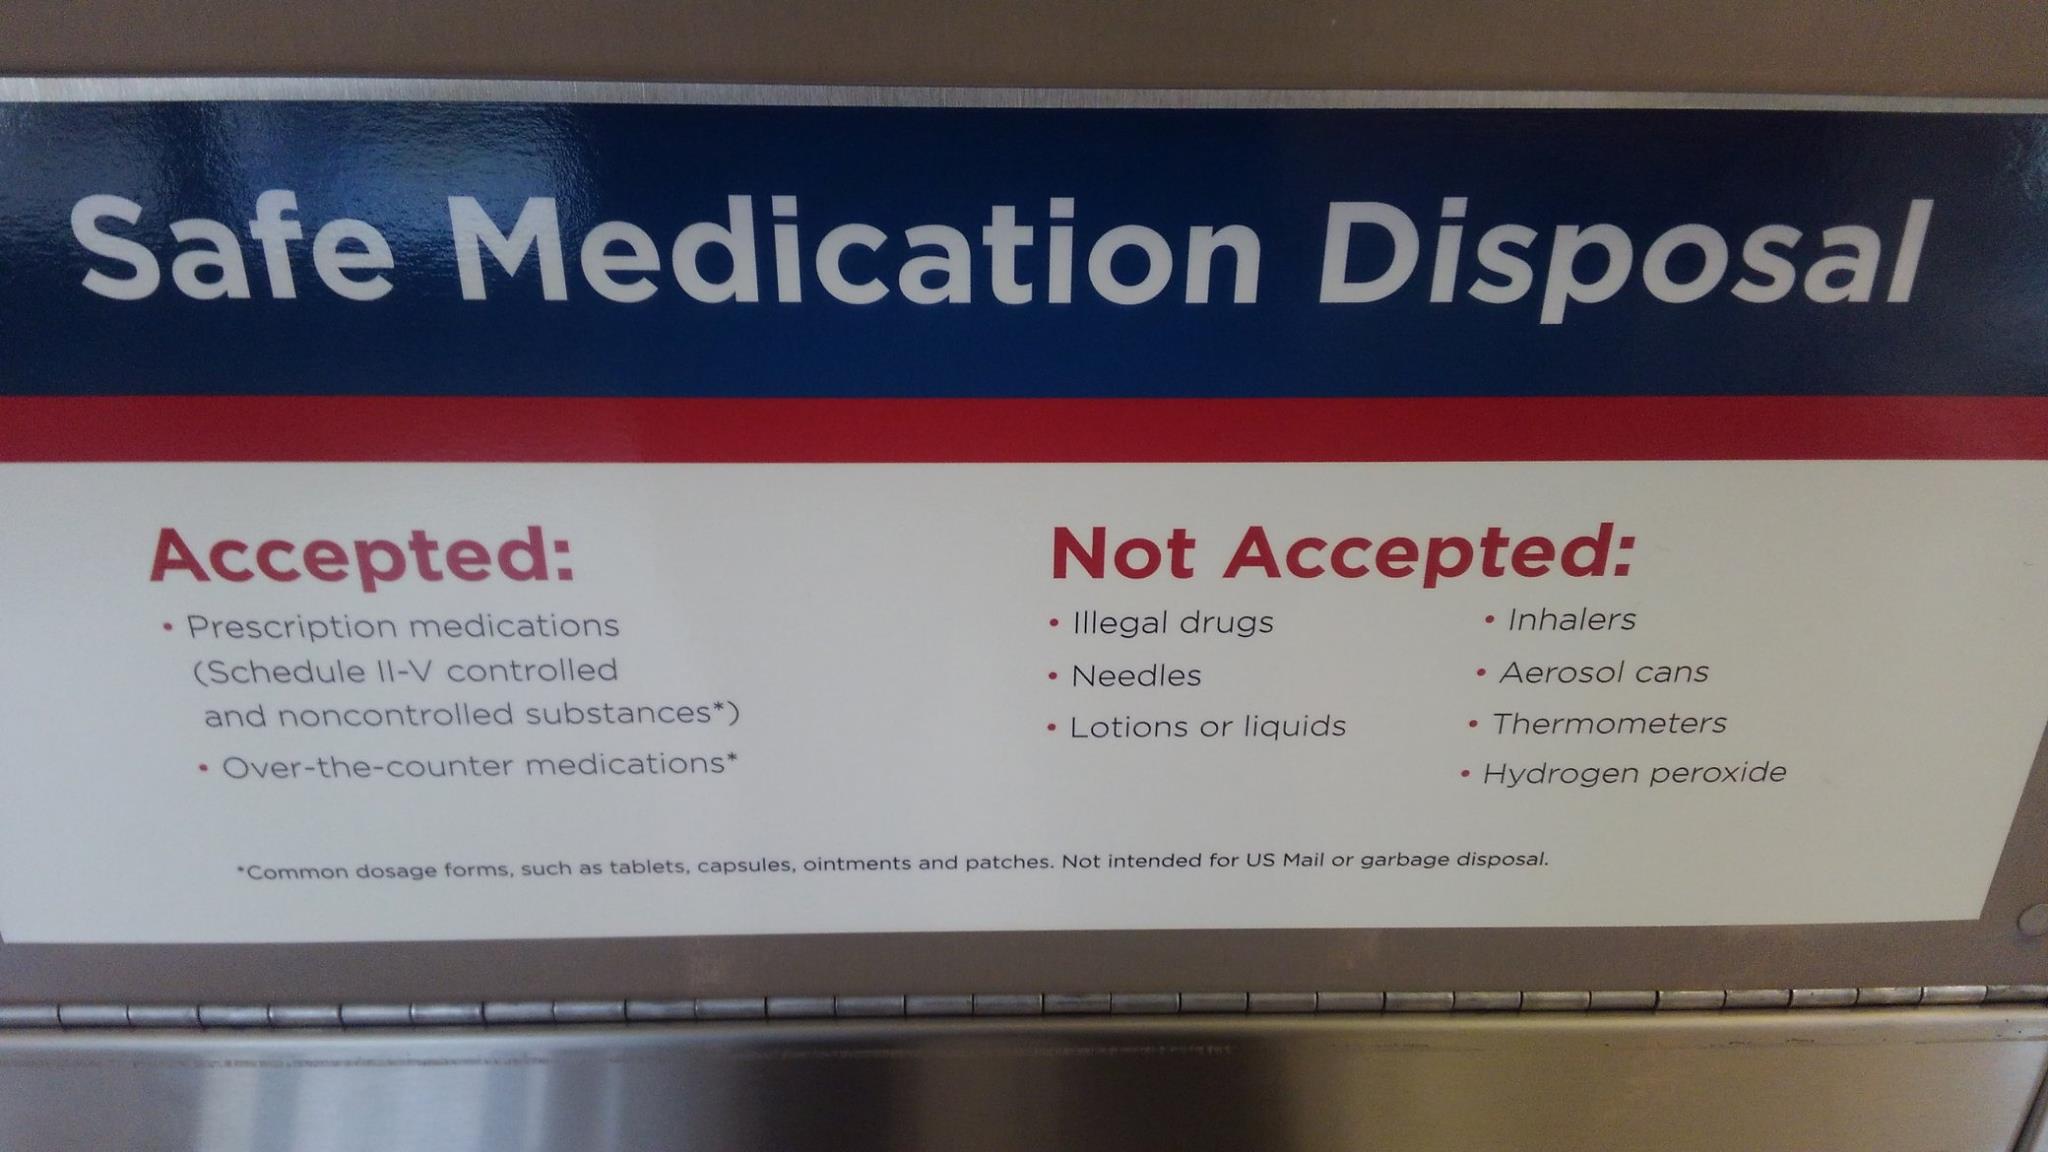 Safe Medication Disposal
Accepted:
• Prescription medications
(Schedule II-V controlled
and noncontrolled substances*)
• Over-the-counter medications*
Not Accepted:
• Illegal drugs
• Needles
• Lotions or liquids
• Inhalers
• Aerosol cans
• Thermometers
• Hydrogen peroxide
*Common dosage forms, such as tablets, capsules, ointments and patches. Not intended for US Mail or garbage disposal.